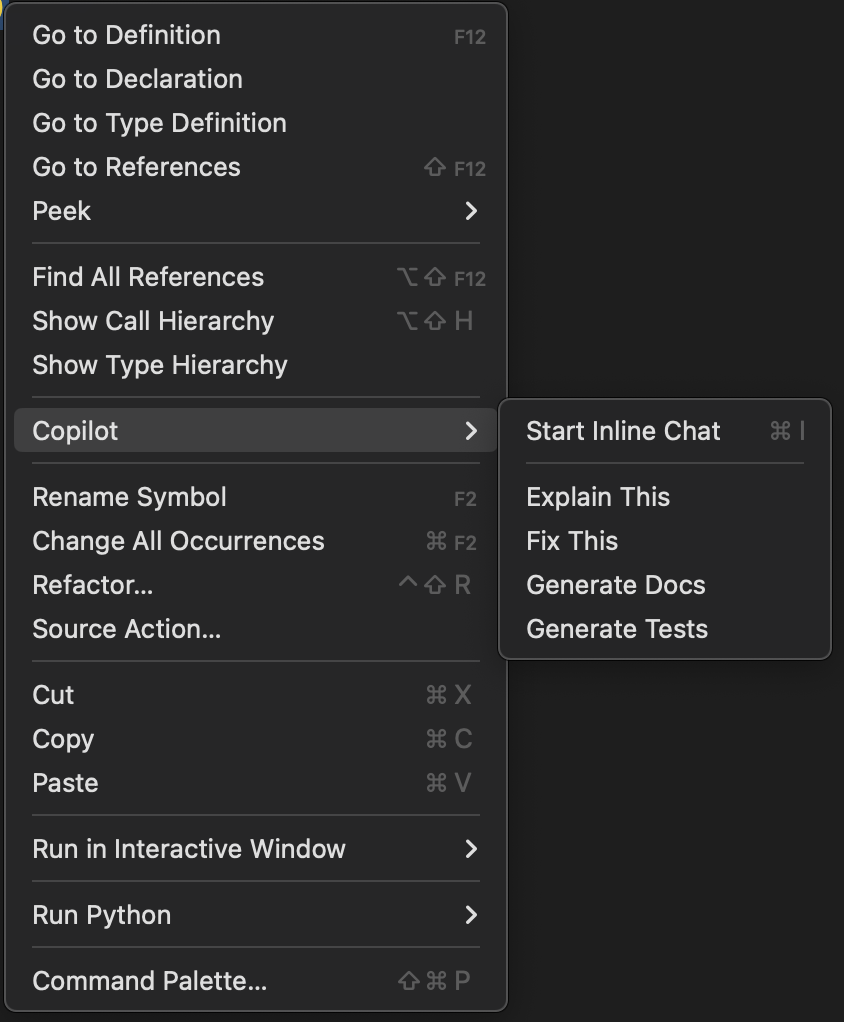 Go to Definition F12
Go to Declaration
Go to Type Definition
Go to References ⇧ F12
Peek
Find All References ⌥ ⇧ F12
Show Call Hierarchy ⌥ ⇧ H
Show Type Hierarchy
Copilot
Start Inline Chat ⌘ I
Explain This
Fix This
Generate Docs
Generate Tests
Rename Symbol F2
Change All Occurrences ⌘ F2
Refactor... ^ ⇧ R
Source Action...
Cut ⌘ X
Copy ⌘ C
Paste ⌘ V
Run in Interactive Window
Run Python
Command Palette... ⇧ ⌘ P